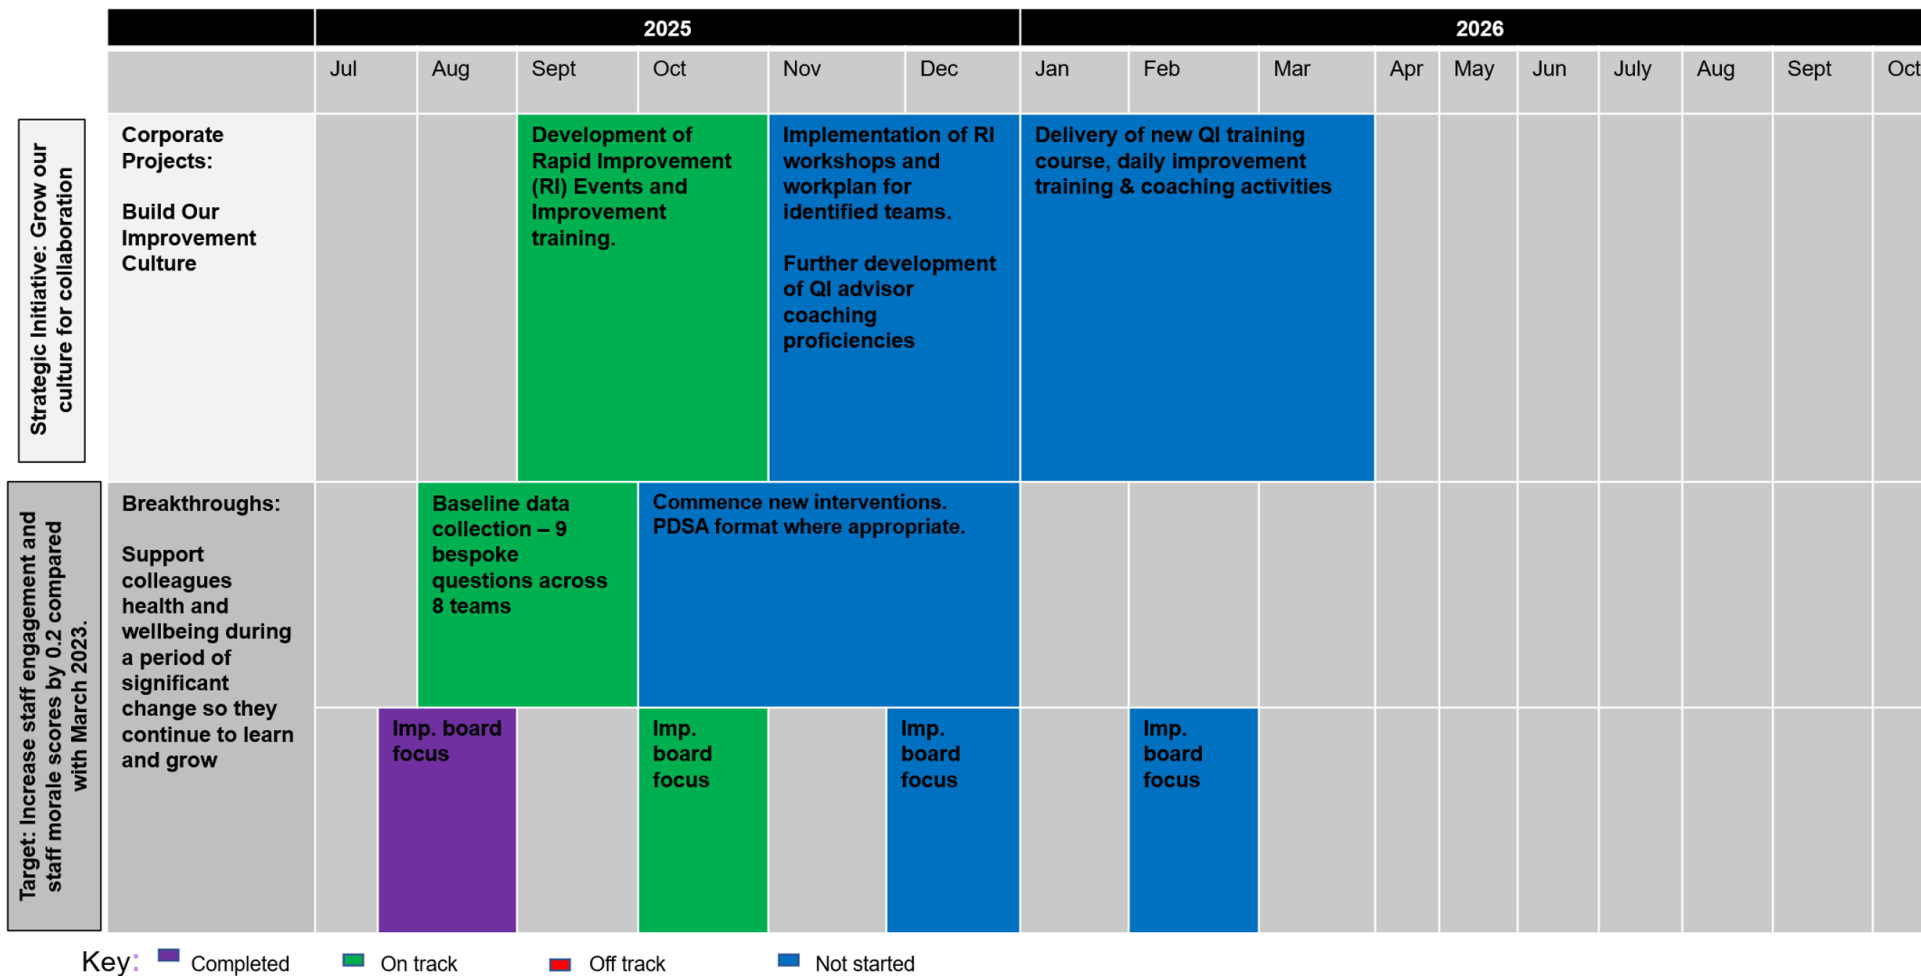 2025
2026
Jul
Aug
Sept
Oct
Nov
Dec
Jan
Feb
Mar
Apr
May
Jun
July
Aug
Sept
Oct
Strategic Initiative: Grow our
culture for collaboration
Corporate
Projects:
Build Our
Improvement
Culture
Development of
Rapid Improvement
(RI) Events and
Improvement
training.
Implementation of RI
workshops and
workplan for
identified teams.
Further development
of QI advisor
coaching
proficiencies
Delivery of new QI training
course, daily improvement
training & coaching activities
Target: Increase staff engagement and
staff morale scores by 0.2 compared
with March 2023.
Breakthroughs:
Support
colleagues
health and
wellbeing during
a period of
significant
change so they
continue to learn
and grow
Baseline data
collection – 9
bespoke
questions across
8 teams
Commence new interventions.
PDSA format where appropriate.
Imp. board
focus
Imp.
board
focus
Imp.
board
focus
Imp.
board
focus
Key:
Completed
On track
Off track
Not started